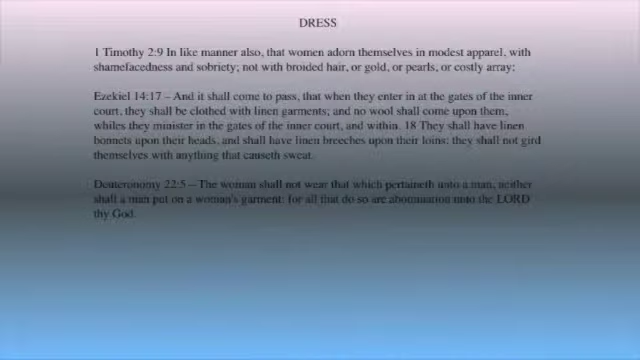 DRESS
1 Timothy 2:9 In like manner also, that women adorn themselves in modest apparel, with
shamefacedness and sobriety; not with broided hair, or gold, or pearls, or costly array;
Ezekiel 14:17 – And it shall come to pass, that when they enter in at the gates of the inner
court, they shall be clothed with linen garments; and no wool shall come upon them,
whiles they minister in the gates of the inner court, and within. 18 They shall have linen
bonnets upon their heads, and shall have linen breeches upon their loins; they shall not gird
themselves with anything that causeth sweat.
Deuteronomy 22:5 – The woman shall not wear that which pertaineth unto a man, neither
shall a man put on a woman's garment: for all that do so are abomination unto the LORD
thy God.